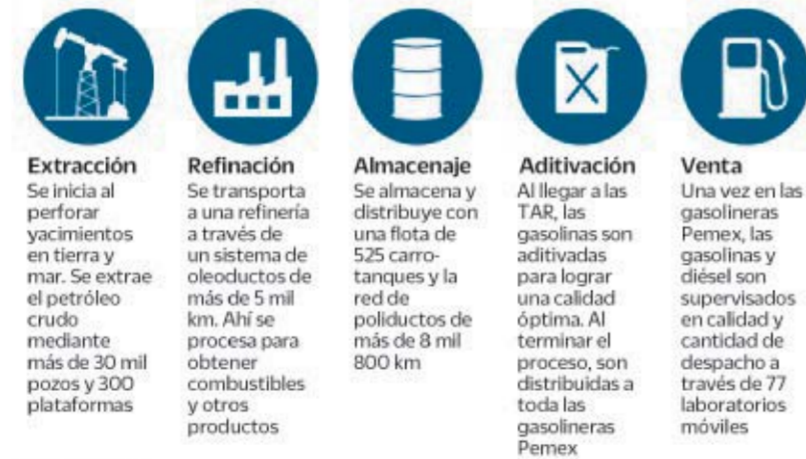 Extracción
Se inicia al
perforar
yacimientos
en tierra y
mar. Se extrae
el petróleo
crudo
mediante
más de 30 mil
pozos y 300
plataformas
Refinación
Se transporta
a una refinería
a través de
un sistema de
oleoductos de
más de 5 mil
km. Ahí se
procesa para
obtener
combustibles
y otros
productos
Almacenaje
Se almacena y
distribuye con
una flota de
525 carro-
tanques y la
red de
poliductos de
más de 8 mil
800 km
Aditivación
Al llegar a las
TAR, las
gasolinas son
aditivadas
para lograr
una calidad
óptima. Al
terminar el
proceso, son
distribuidas a
toda las
gasolineras
Pemex
Venta
Una vez en las
gasolineras
Pemex, las
gasolinas y
diésel son
supervisados
en calidad y
cantidad de
despacho a
través de 77
laboratorios
móviles